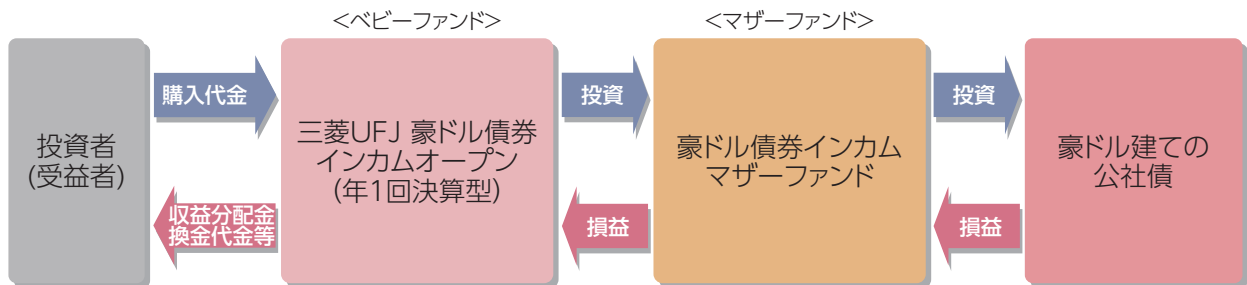 <ベビーファンド>
<マザーファンド>
投資者
(受益者)
購入代金
収益分配金
換金代金等
三菱UFJ 豪ドル債券
インカムオープン
(年1回決算型)
投資
損益
豪ドル債券インカム
マザーファンド
投資
損益
豪ドル建ての
公社債